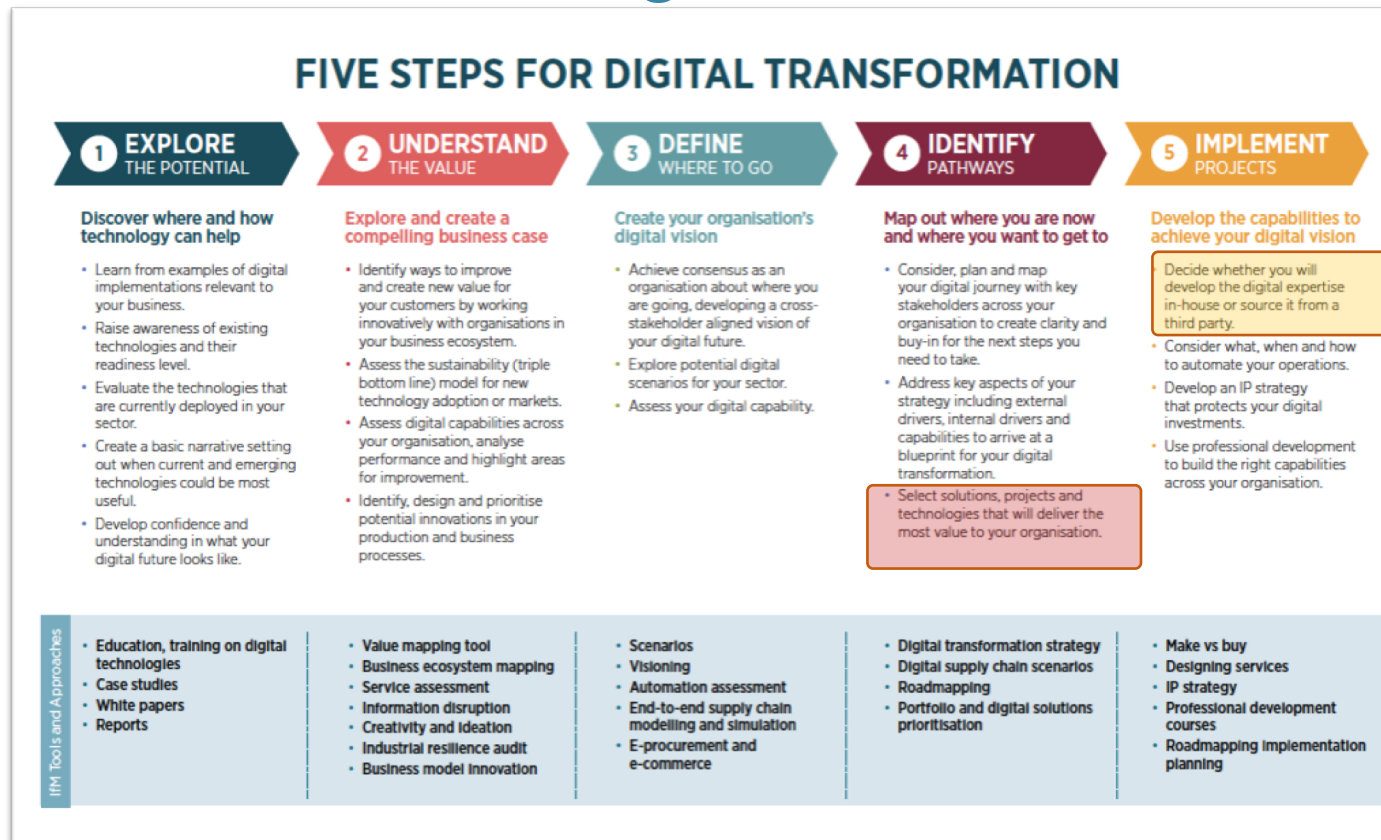 FIVE STEPS FOR DIGITAL TRANSFORMATION
1 EXPLORE
THE POTENTIAL
Discover where and how
technology can help
• Learn from examples of digital
implementations relevant to
your business.
• Raise awareness of existing
technologies and their
readiness level.
• Evaluate the technologies that
are currently deployed in your
sector.
• Create a basic narrative setting
out when current and emerging
technologies could be most
useful.
• Develop confidence and
understanding in what your
digital future looks like.
2 UNDERSTAND
THE VALUE
Explore and create a
compelling business case
• Identify ways to improve
and create new value for
your customers by working
innovatively with organisations in
your business ecosystem.
• Assess the sustainability (triple
bottom line) model for new
technology adoption or markets.
• Assess digital capabilities across
your organisation, analyse
performance and highlight areas
for improvement.
• Identify, design and prioritise
potential innovations in your
production and business
processes.
3 DEFINE
WHERE TO GO
Create your organisation's
digital vision
• Achieve consensus as an
organisation about where you
are going, developing a cross-
stakeholder aligned vision of
your digital future.
• Explore potential digital
scenarios for your sector.
• Assess your digital capability.
4 IDENTIFY
PATHWAYS
Map out where you are now
and where you want to get to
• Consider, plan and map
your digital journey with key
stakeholders across your
organisation to create clarity and
buy-in for the next steps you
need to take.
• Address key aspects of your
strategy including external
drivers, internal drivers and
capabilities to arrive at a
blueprint for your digital
transformation.
• Select solutions, projects and
technologies that will deliver the
most value to your organisation.
5 IMPLEMENT
PROJECTS
Develop the capabilities to
achieve your digital vision
• Decide whether you will
develop the digital expertise
in-house or source it from a
third party.
• Consider what, when and how
to automate your operations.
• Develop an IP strategy
that protects your digital
investments.
• Use professional development
to build the right capabilities
across your organisation.
IfM Tools and Approaches
• Education, training on digital
technologies
• Case studies
• White papers
• Reports
• Value mapping tool
• Business ecosystem mapping
• Service assessment
• Information disruption
• Creativity and ideation
• Industrial resilience audit
• Business model innovation
• Scenarios
• Visioning
• Automation assessment
• End-to-end supply chain
modelling and simulation
• E-procurement and
e-commerce
• Digital transformation strategy
• Digital supply chain scenarios
• Roadmapping
• Portfolio and digital solutions
prioritisation
• Make vs buy
• Designing services
• IP strategy
• Professional development
courses
• Roadmapping implementation
planning